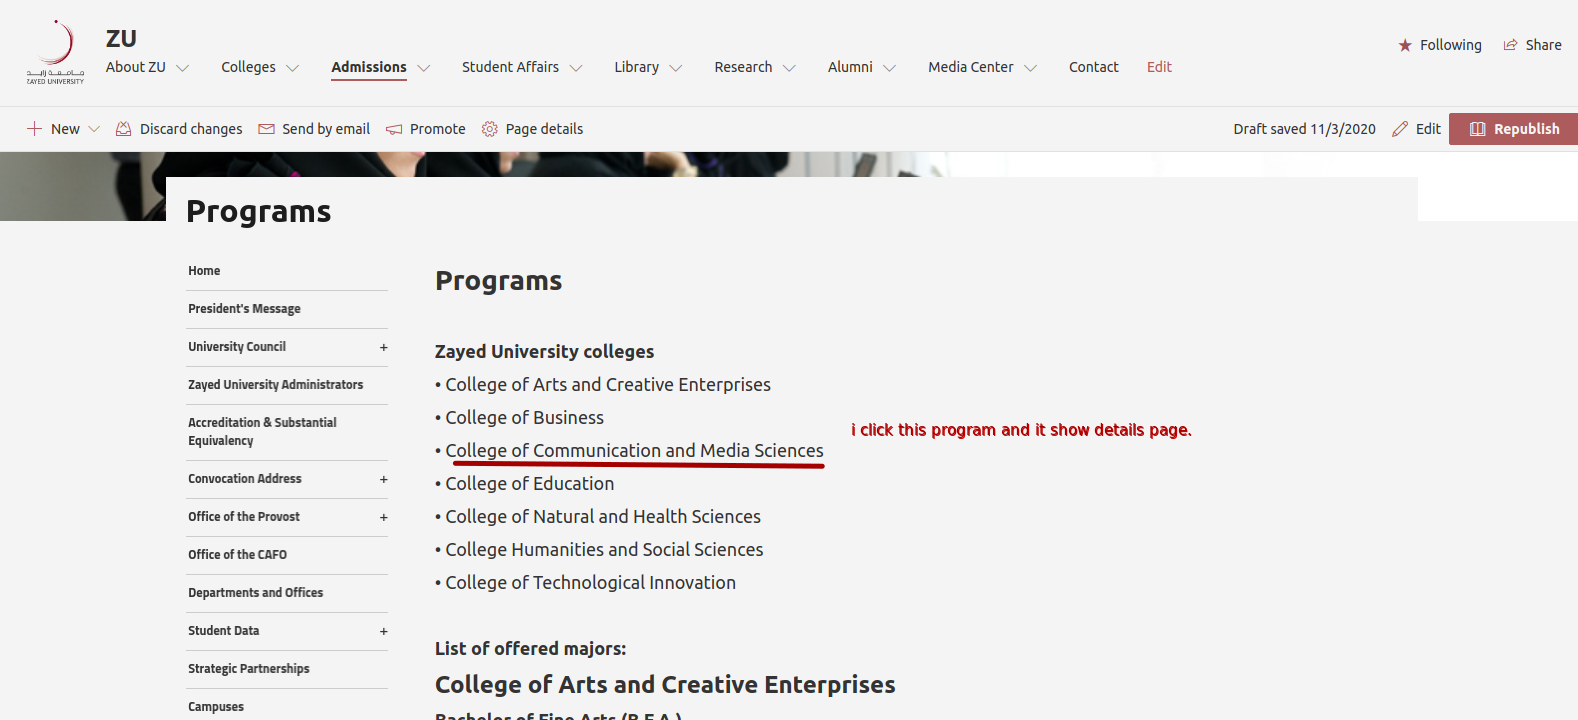 ZU
جامعة زايد
ZAYED UNIVERSITY
About ZU Colleges Admissions Student Affairs Library Research Alumni Media Center Contact Edit
Following Share
New Discard changes Send by email Promote Page details Draft saved 11/3/2020 Edit Republish
Programs
Home
President's Message
University Council +
Zayed University Administrators
Accreditation & Substantial
Equivalency
Convocation Address +
Office of the Provost +
Office of the CAFO
Departments and Offices
Student Data +
Strategic Partnerships
Campuses
Programs
Zayed University colleges
• College of Arts and Creative Enterprises
• College of Business
• College of Communication and Media Sciences
i click this program and it show details page.
• College of Education
• College of Natural and Health Sciences
• College Humanities and Social Sciences
• College of Technological Innovation
List of offered majors:
College of Arts and Creative Enterprises
Bachelor of Fine Arts (B.F.A.)